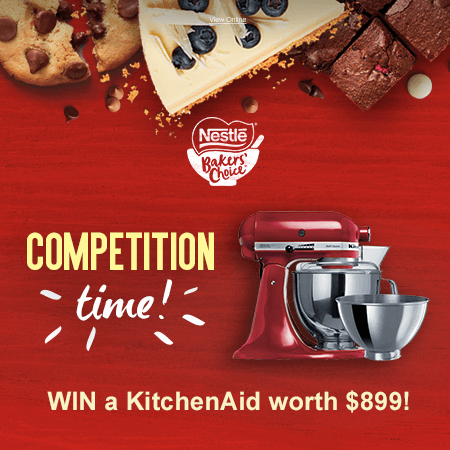 View Online
Nestlé
Bakers'
Choice
COMPETITION
time!
WIN a KitchenAid worth $899!